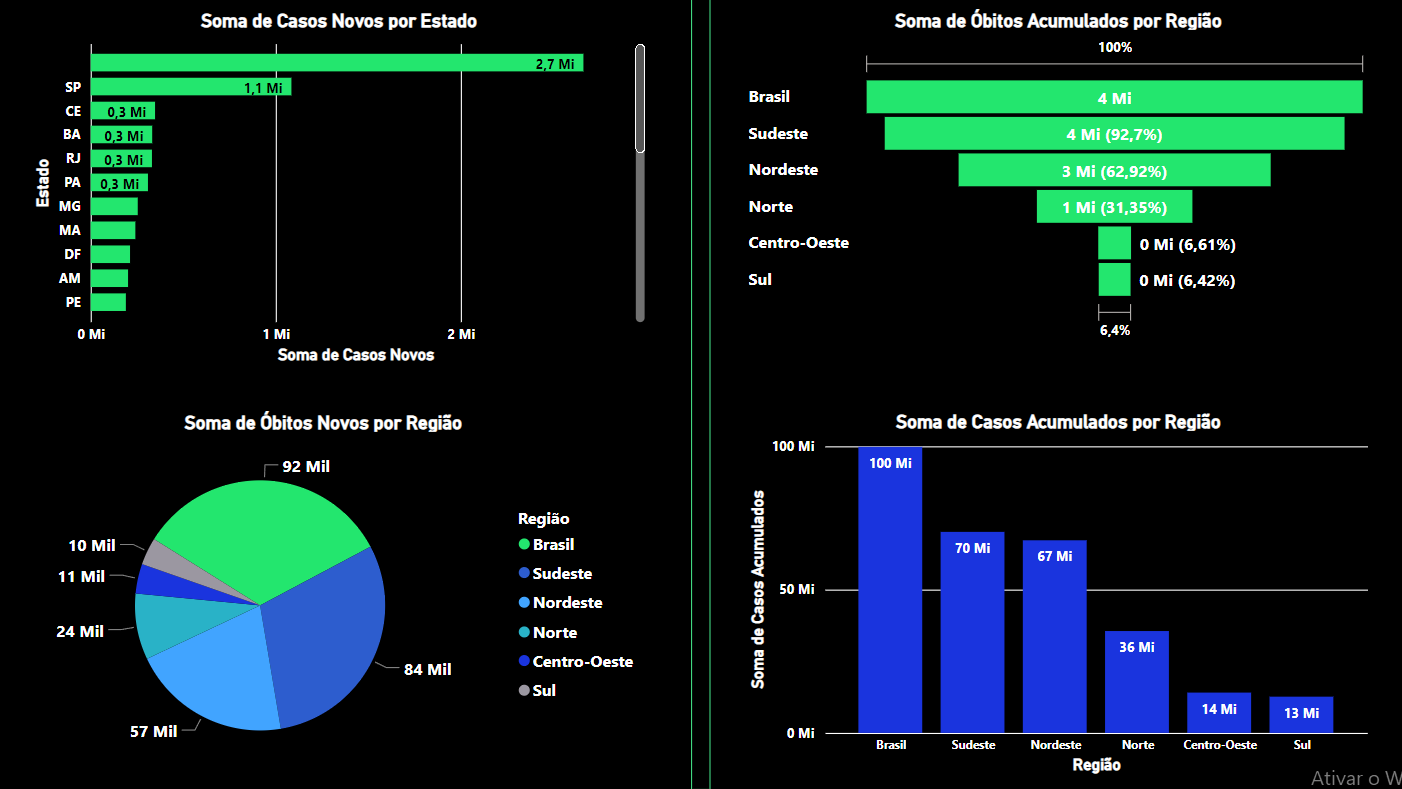 Soma de Casos Novos por Estado
2,7 Mi
SP
1,1 Mi
CE
0,3 Mi
BA
0,3 Mi
RJ
0,3 Mi
PA
0,3 Mi
MG
MA
DF
AM
PE
Estado
0 Mi
1 Mi
2 Mi
Soma de Casos Novos
Soma de Óbitos Acumulados por Região
100%
Brasil
4 Mi
Sudeste
4 Mi (92,7%)
Nordeste
3 Mi (62,92%)
Norte
1 Mi (31,35%)
Centro-Oeste
0 Mi (6,61%)
Sul
0 Mi (6,42%)
6,4%
Soma de Óbitos Novos por Região
92 Mil
10 Mil
11 Mil
24 Mil
57 Mil
84 Mil
Região
Brasil
Sudeste
Nordeste
Norte
Centro-Oeste
Sul
Soma de Casos Acumulados por Região
Soma de Casos Acumulados
100 Mi
50 Mi
0 Mi
100 Mi
70 Mi
67 Mi
36 Mi
14 Mi
13 Mi
Brasil
Sudeste
Nordeste
Norte
Centro-Oeste
Sul
Região
Ativar o W